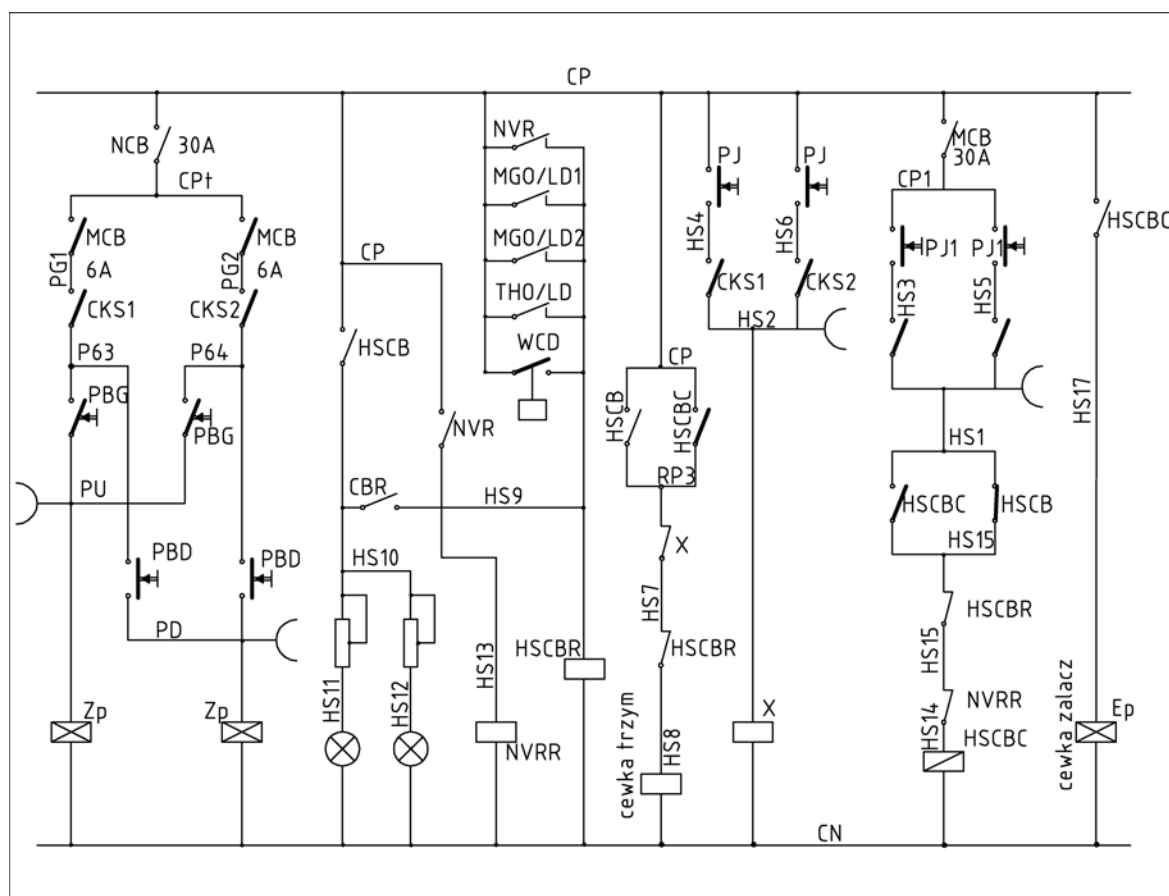 CP
NCB 30A
CPt
MCB
6A
MCB
6A
PG1
PG2
CKS1
CKS2
P63
P64
PBG
PBG
PU
PBD
PBD
PD
Zp
Zp
CP
HSCB
NVR
CBR
HS9
HS10
HS11
HS12
HS13
NVRR
NVR
MGO/LD1
MGO/LD2
THO/LD
WCD
HSCBR
CP
HSCB
HSCBC
RP3
X
HS7
HSCBR
HS8
cewka trzym
PJ
PJ
HS4
HS6
CKS1
CKS2
HS2
X
MCB
30A
CP1
PJ1
PJ1
HS3
HS5
HS1
HSCBC
HSCB
HS15
HSCBR
HS15
NVRR
HS14
HSCBC
HSCBC
HS17
Ep
cewka zalacz
CN